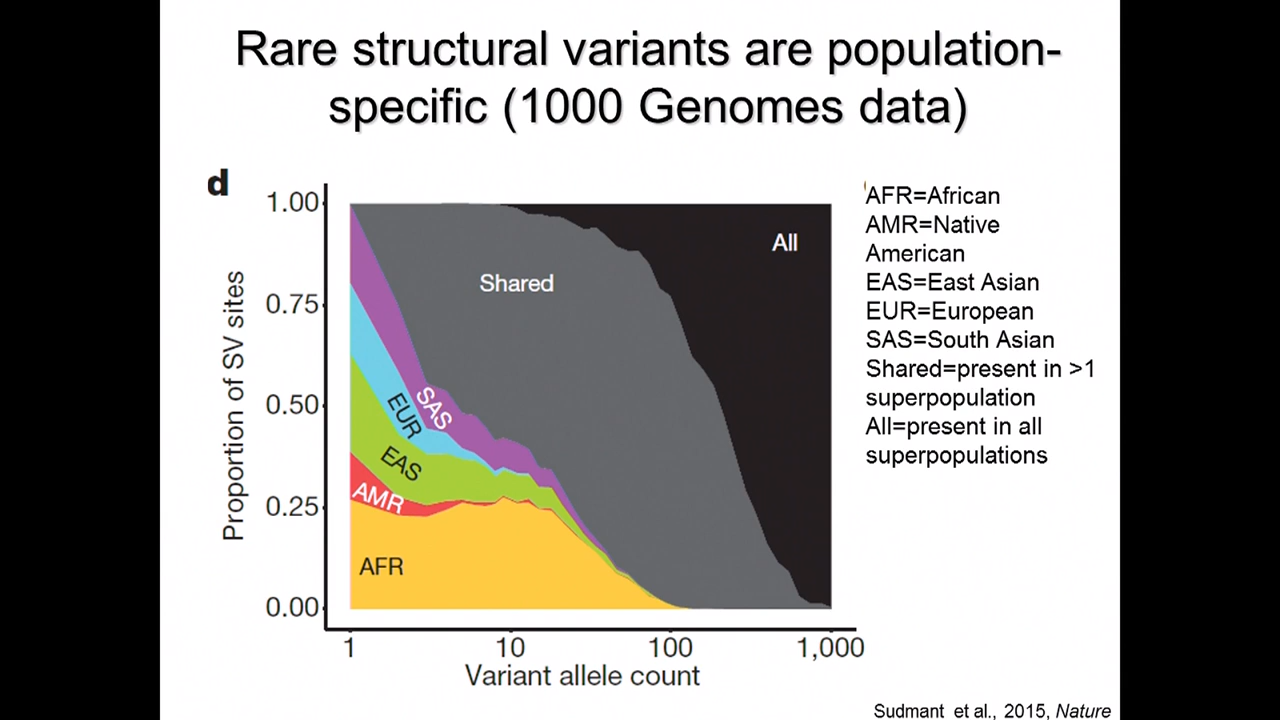 Rare structural variants are population-
specific (1000 Genomes data)
d
1.00
0.75
0.50
0.25
0.00
Proportion of SV sites
All
Shared
SAS
EUR
EAS
AMR
AFR
1
10
100
1,000
Variant allele count
AFR=African
AMR=Native
American
EAS=East Asian
EUR=European
SAS=South Asian
Shared=present in >1
superpopulation
All=present in all
superpopulations
Sudmant et al., 2015, Nature